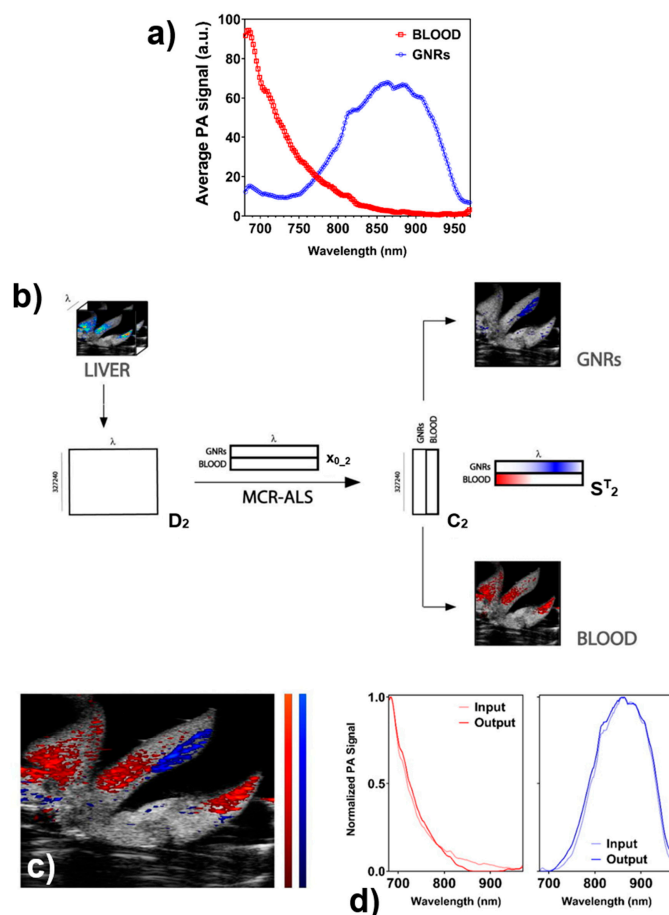 a)
Average PA signal (a.u.)
100
80
60
40
20
0
BLOOD
GNRs
700 750 800 850 900 950
Wavelength (nm)
b)
λ
LIVER
λ
327240
D₂
λ
GNRs
BLOOD
x₀_₂
MCR-ALS
GNRs
BLOOD
327240
C₂
λ
GNRs
BLOOD
Sᵀ₂
GNRs
BLOOD
c)
d)
Normalized PA Signal
1.0
0.5
0.0
Input
Output
700 800 900
Wavelength (nm)
Input
Output
700 800 900
Wavelength (nm)